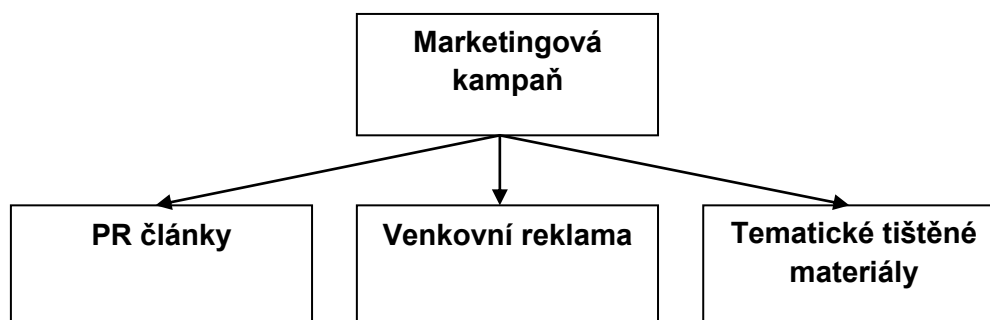 Marketingová
kampaň
PR články
Venkovní reklama
Tematické tištěné
materiály